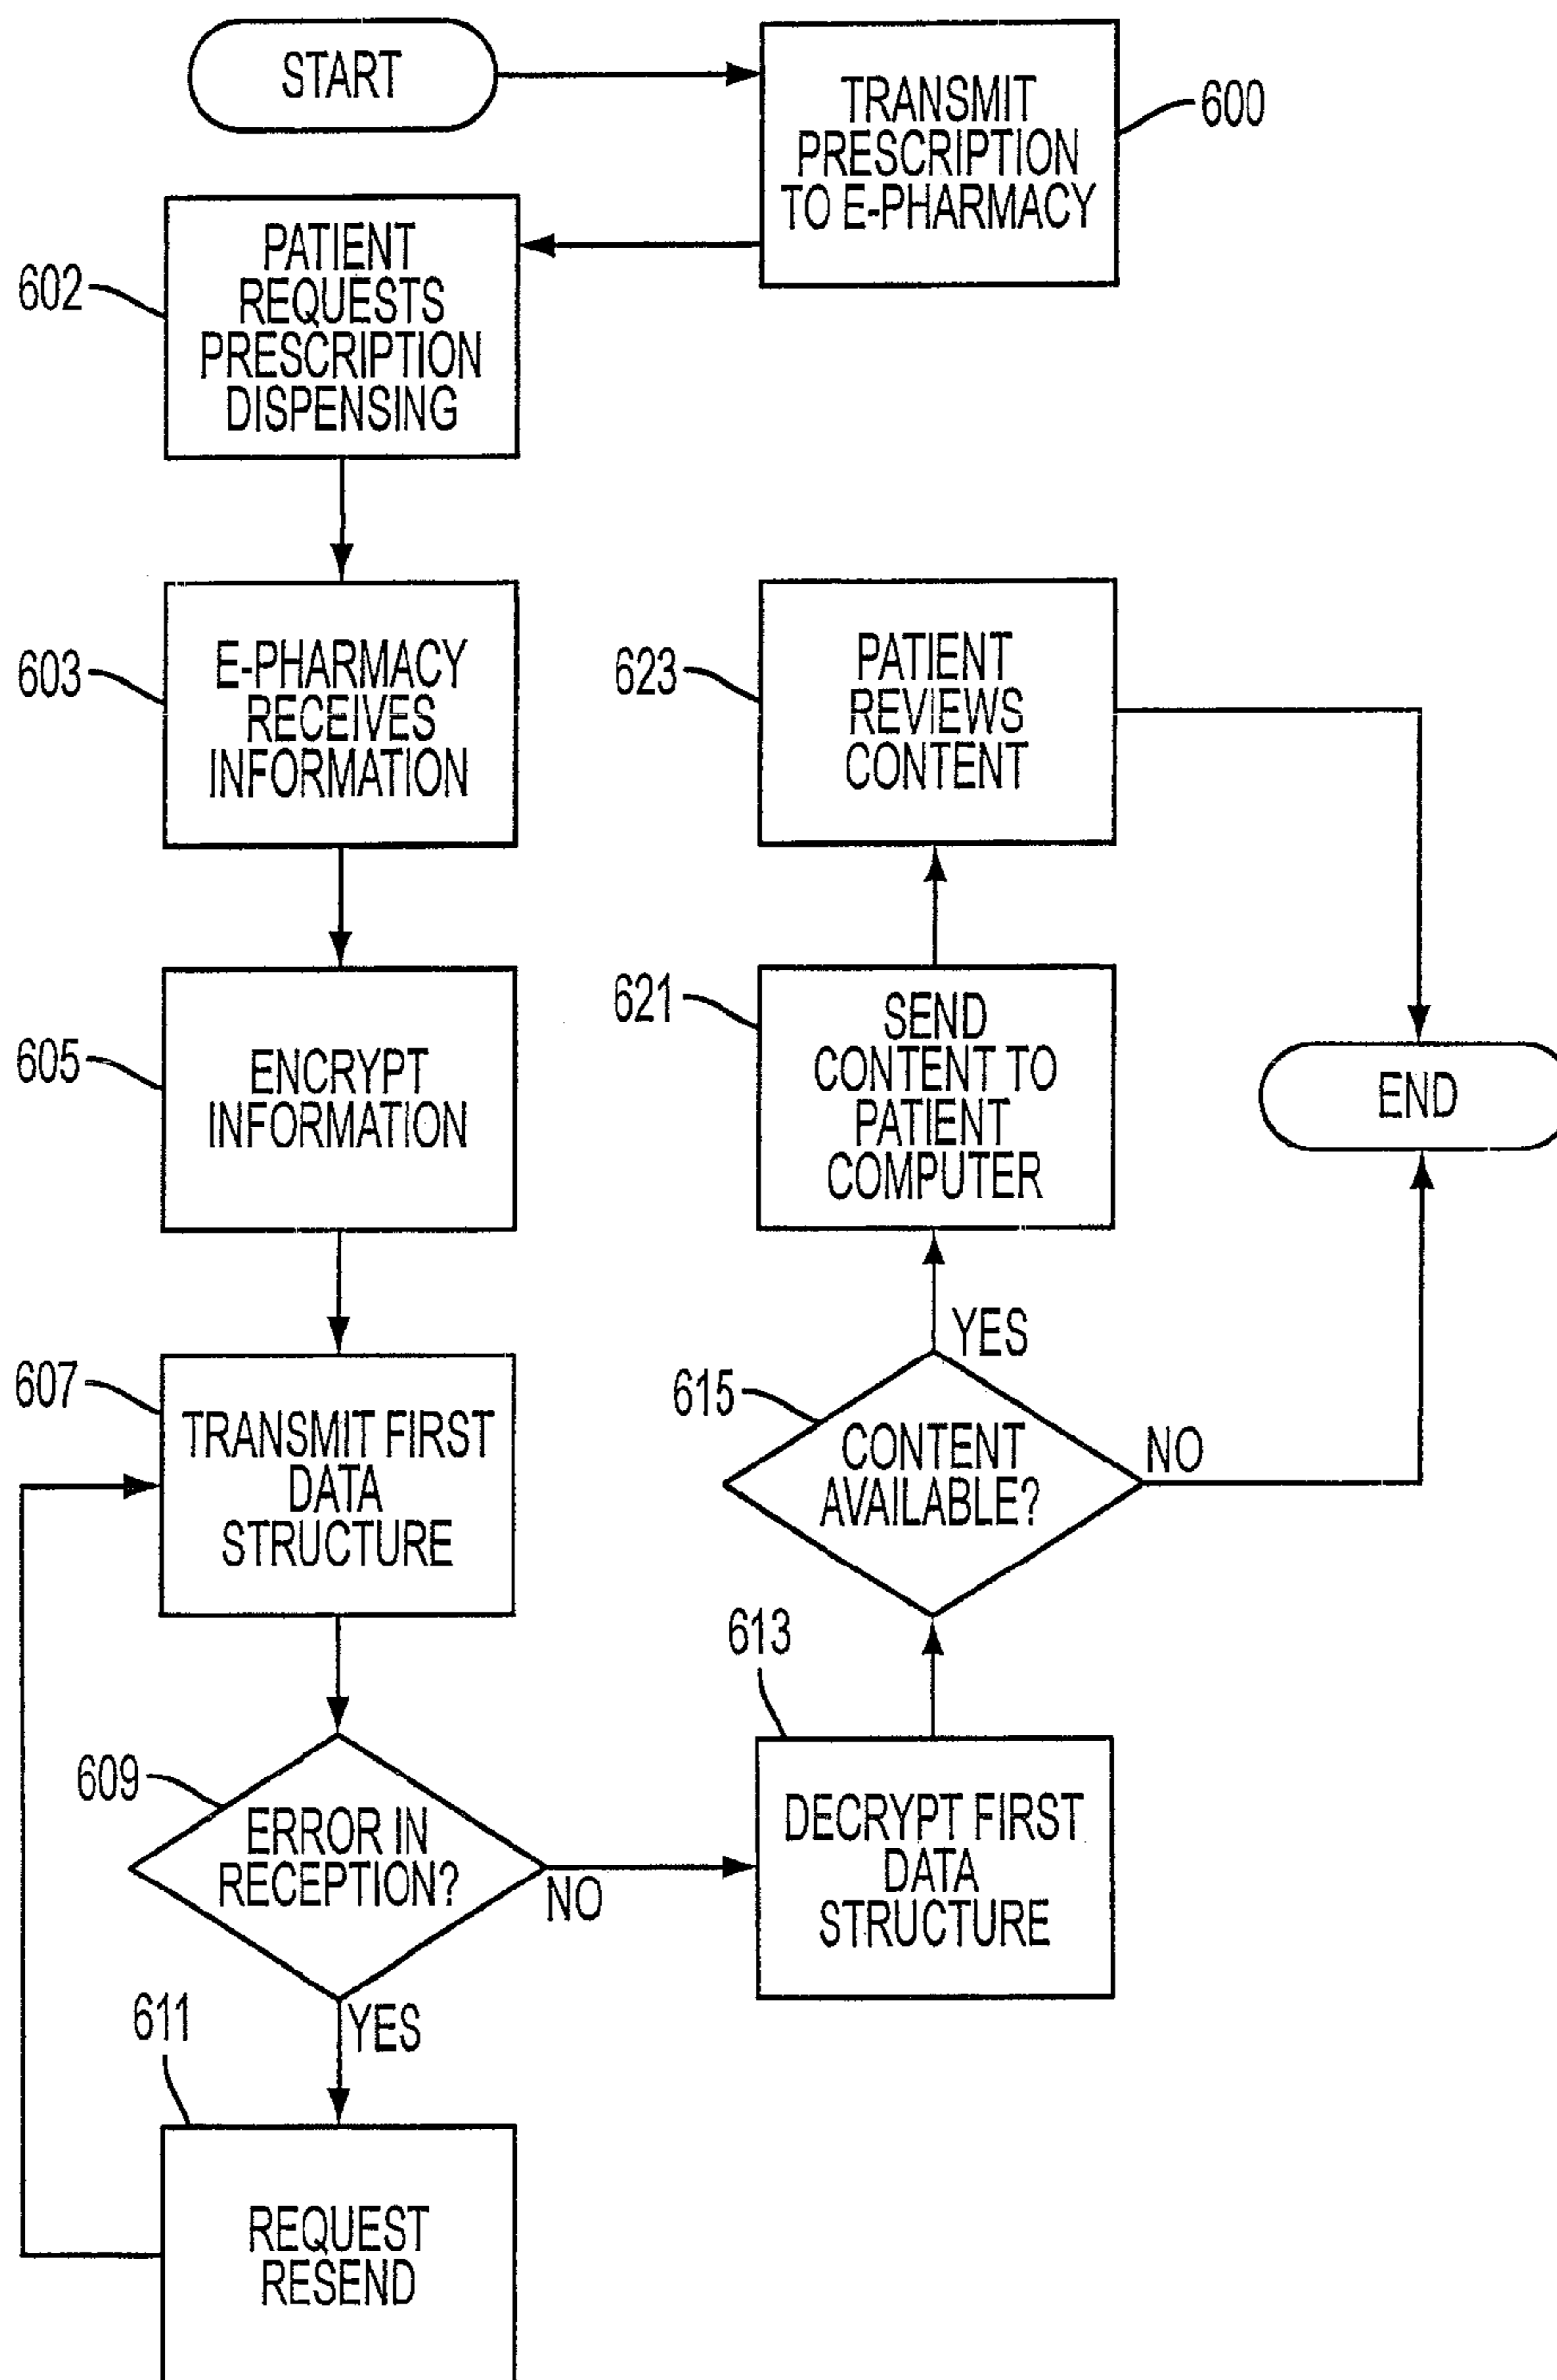 START
TRANSMIT
PRESCRIPTION
TO E-PHARMACY
600
602
PATIENT
REQUESTS
PRESCRIPTION
DISPENSING
603
E-PHARMACY
RECEIVES
INFORMATION
605
ENCRYPT
INFORMATION
607
TRANSMIT FIRST
DATA
STRUCTURE
609
ERROR IN
RECEPTION?
NO
YES
611
REQUEST
RESEND
613
DECRYPT FIRST
DATA
STRUCTURE
615
CONTENT
AVAILABLE?
NO
YES
621
SEND
CONTENT TO
PATIENT
COMPUTER
623
PATIENT
REVIEWS
CONTENT
END